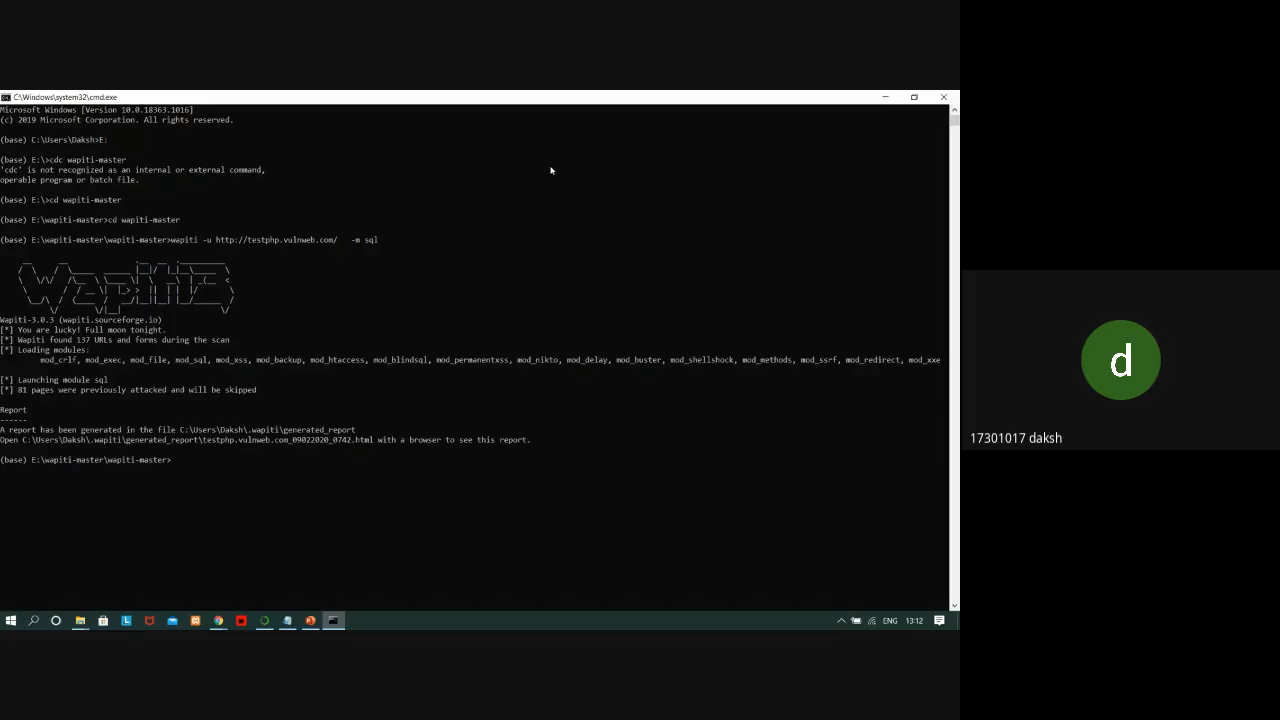 C:\Windows\system32\cmd.exe
Microsoft Windows [Version 10.0.18363.1016]
(c) 2019 Microsoft Corporation. All rights reserved.
(base) C:\Users\Daksh>E:
(base) E:\>cdc wapiti-master
'cdc' is not recognized as an internal or external command,
operable program or batch file.
(base) E:\>cd wapiti-master
(base) E:\wapiti-master>cd wapiti-master
(base) E:\wapiti-master\wapiti-master>wapiti -u http://testphp.vulnweb.com/   -m sql
Wapiti3
Wapiti-3.0.3 (wapiti.sourceforge.io)
[*] You are lucky! Full moon tonight.
[*] Wapiti found 137 URLs and forms during the scan
[*] Loading modules:
mod_crlf, mod_exec, mod_file, mod_sql, mod_xss, mod_backup, mod_htaccess, mod_blindsql, mod_permanentxss, mod_nikto, mod_delay, mod_buster, mod_shellshock, mod_methods, mod_ssrf, mod_redirect, mod_xxe
[*] Launching module sql
[*] 81 pages were previously attacked and will be skipped
Report
------
A report has been generated in the file C:\Users\Daksh\.wapiti\generated_report
Open C:\Users\Daksh\.wapiti\generated_report\testphp.vulnweb.com_09022020_0742.html with a browser to see this report.
(base) E:\wapiti-master\wapiti-master>
d
17301017 daksh
ENG
13:12